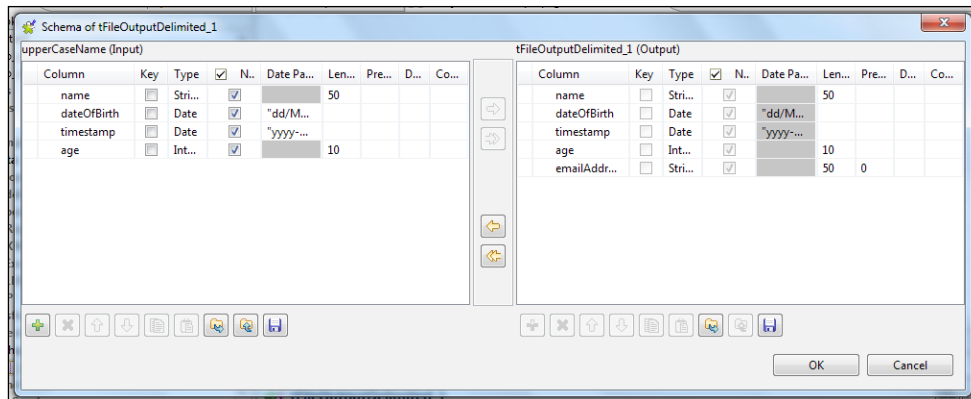 Schema of tFileOutputDelimited_1
upperCaseName (Input)
Column Key Type N.. Date Pa... Len... Pre... D... Co...
name Stri... 50
dateOfBirth Date "dd/M...
timestamp Date "yyyy-...
age Int... 10
tFileOutputDelimited_1 (Output)
Column Key Type N.. Date Pa... Len... Pre... D... Co...
name Stri... 50
dateOfBirth Date "dd/M...
timestamp Date "yyyy-...
age Int... 10
emailAddr... Stri... 50 0
OK Cancel